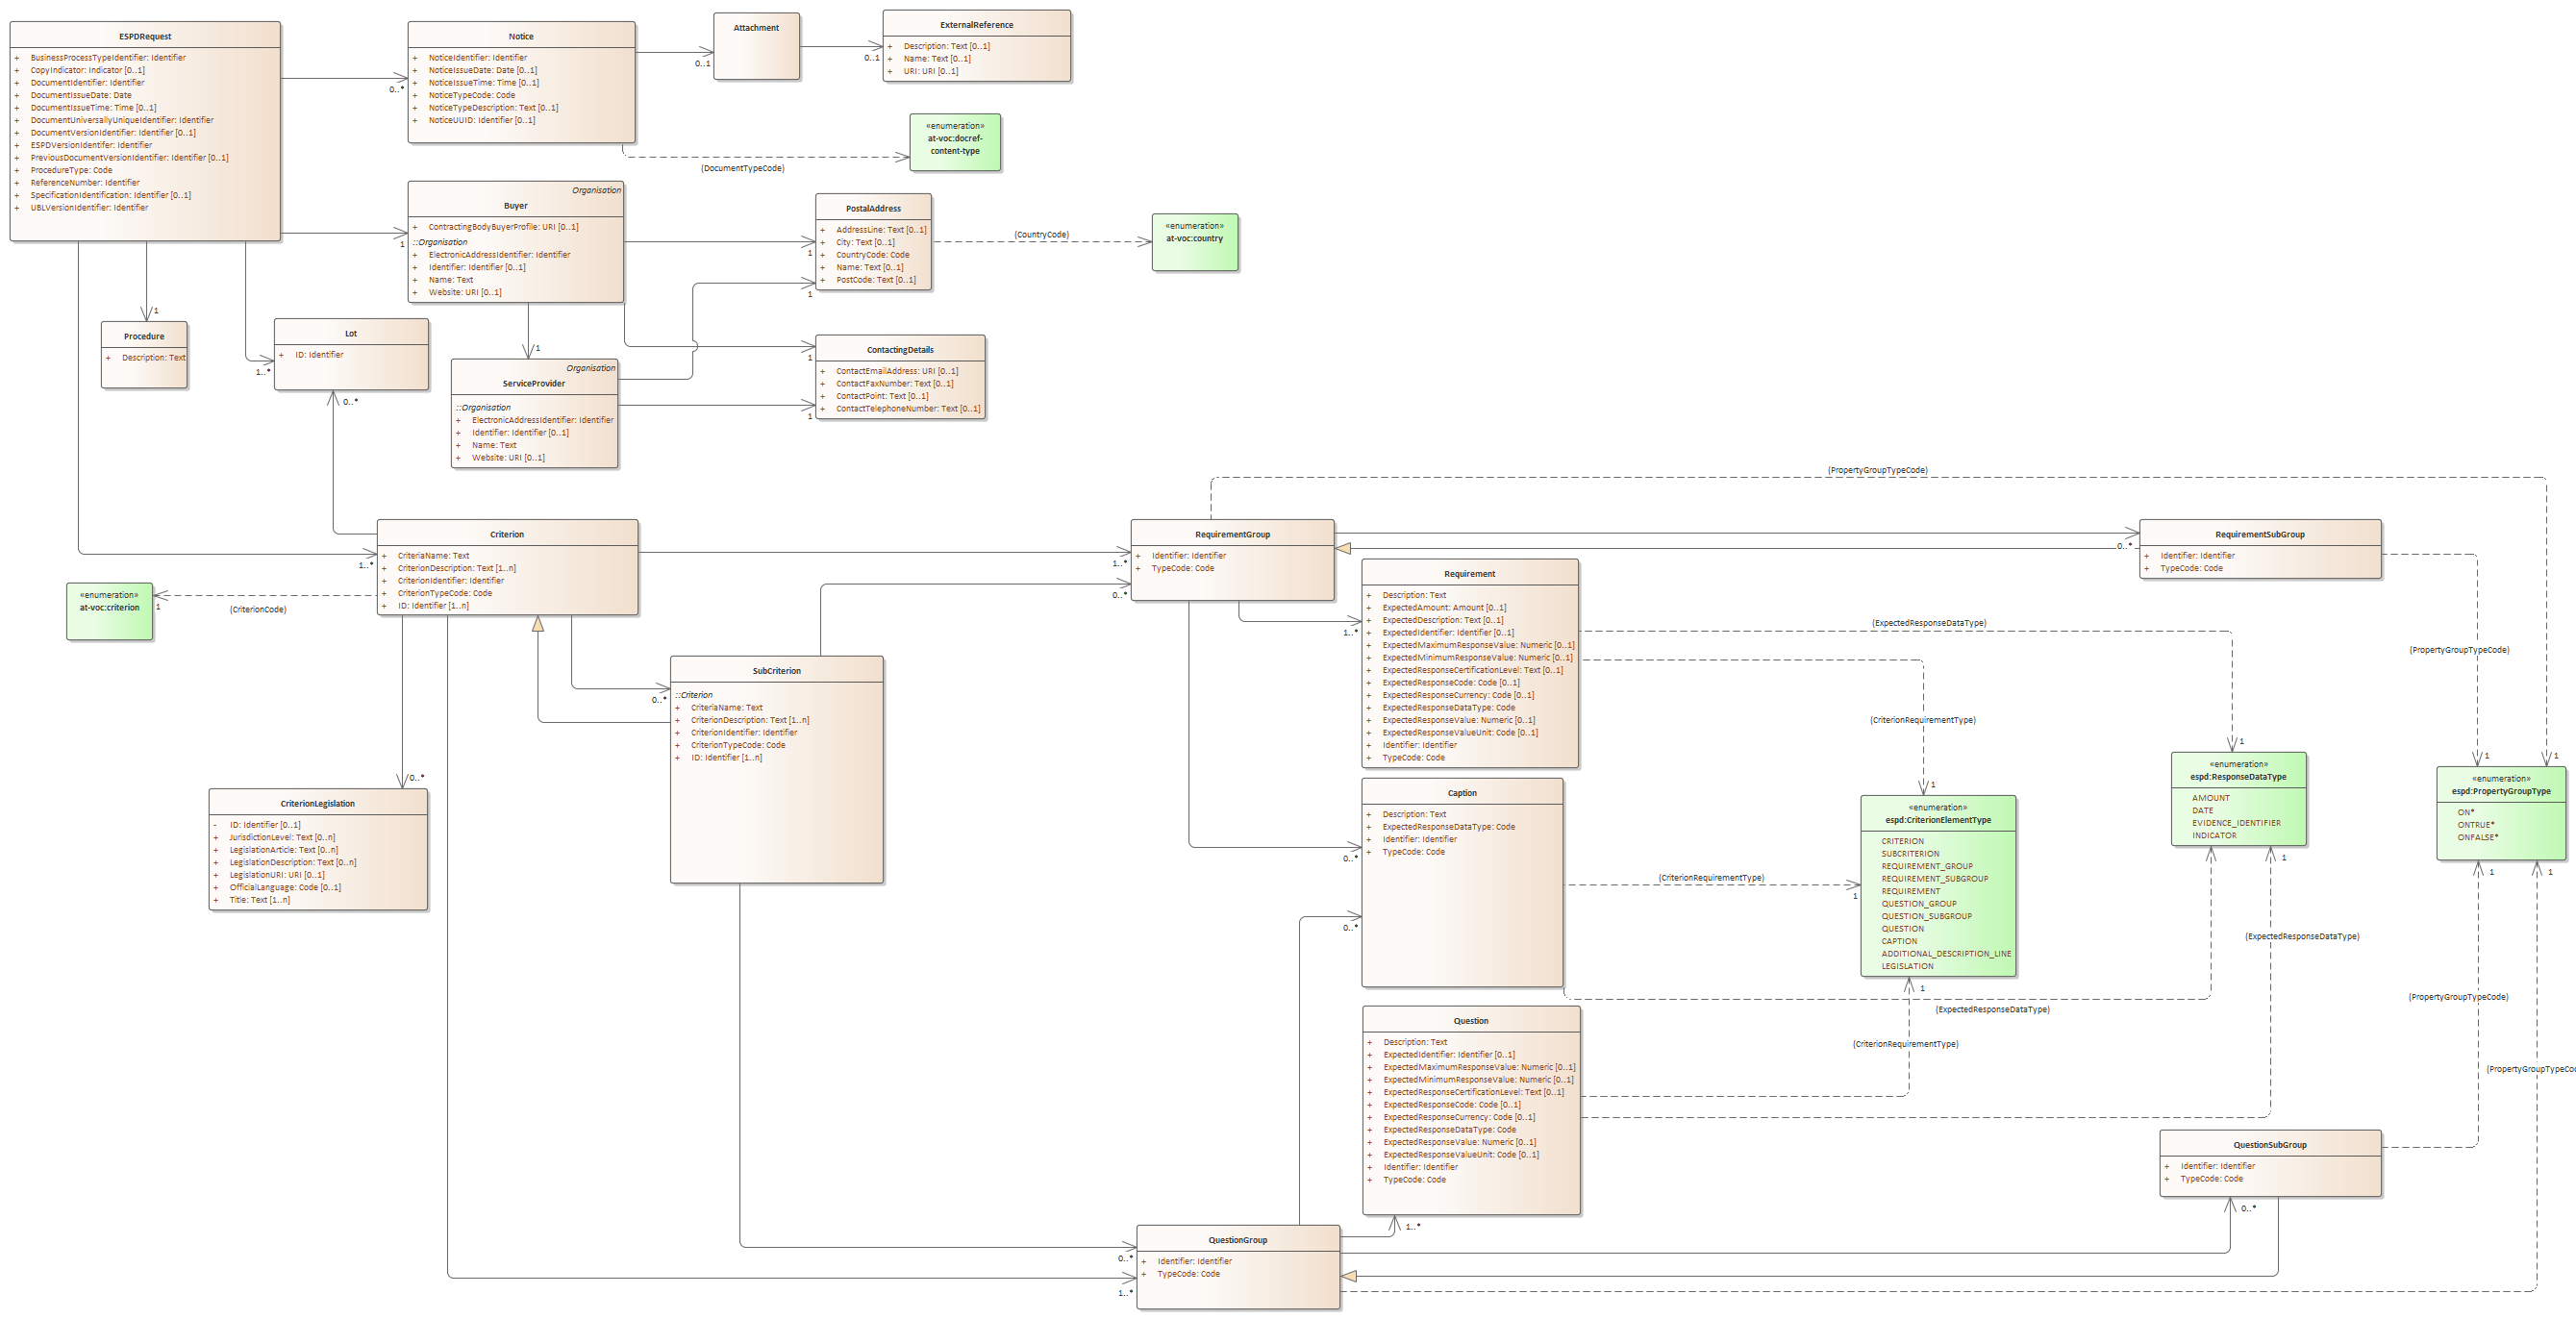 ESPDRequest
+ BusinessProcessTypeIdentifier: Identifier
+ CopyIndicator: Indicator [0..1]
+ DocumentIdentifier: Identifier
+ DocumentIssueDate: Date
+ DocumentIssueTime: Time [0..1]
+ DocumentUniversallyUniqueIdentifier: Identifier
+ DocumentVersionIdentifier: Identifier [0..1]
+ ESPDVersionIdentifer: Identifier
+ PreviousDocumentVersionIdentifier: Identifier [0..1]
+ ProcedureType: Code
+ ReferenceNumber: Identifier
+ SpecificationIdentification: Identifier [0..1]
+ UBLVersionIdentifier: Identifier
0..*
1
Notice
+ NoticeIdentifier: Identifier
+ NoticeIssueDate: Date [0..1]
+ NoticeIssueTime: Time [0..1]
+ NoticeTypeCode: Code
+ NoticeTypeDescription: Text [0..1]
+ NoticeUUID: Identifier [0..1]
0..1
Attachment
0..1
ExternalReference
+ Description: Text [0..1]
+ Name: Text [0..1]
+ URI: URI [0..1]
(DocumentTypeCode)
«enumeration»
at-voc:docref-
content-type
Organisation
Buyer
+ ContractingBodyBuyerProfile: URI [0..1]
::Organisation
+ ElectronicAddressIdentifier: Identifier
+ Identifier: Identifier [0..1]
+ Name: Text
+ Website: URI [0..1]
1
1
PostalAddress
+ AddressLine: Text [0..1]
+ City: Text [0..1]
+ CountryCode: Code
+ Name: Text [0..1]
+ PostCode: Text [0..1]
(CountryCode)
«enumeration»
at-voc:country
1
Procedure
+ Description: Text
1..*
Lot
+ ID: Identifier
0..*
1
Organisation
ServiceProvider
::Organisation
+ ElectronicAddressIdentifier: Identifier
+ Identifier: Identifier [0..1]
+ Name: Text
+ Website: URI [0..1]
1
1
ContactingDetails
+ ContactEmailAddress: URI [0..1]
+ ContactFaxNumber: Text [0..1]
+ ContactPoint: Text [0..1]
+ ContactTelephoneNumber: Text [0..1]
1..*
Criterion
+ CriteriaName: Text
+ CriterionDescription: Text [1..n]
+ CriterionIdentifier: Identifier
+ CriterionTypeCode: Code
+ ID: Identifier [1..n]
«enumeration»
at-voc:criterion
1
(CriterionCode)
0..*
SubCriterion
::Criterion
+ CriteriaName: Text
+ CriterionDescription: Text [1..n]
+ CriterionIdentifier: Identifier
+ CriterionTypeCode: Code
+ ID: Identifier [1..n]
0..*
CriterionLegislation
- ID: Identifier [0..1]
+ JurisdictionLevel: Text [0..n]
+ LegislationArticle: Text [0..n]
+ LegislationDescription: Text [0..n]
+ LegislationURI: URI [0..1]
+ OfficialLanguage: Code [0..1]
+ Title: Text [1..n]
1..*
0..*
RequirementGroup
+ Identifier: Identifier
+ TypeCode: Code
(PropertyGroupTypeCode)
0..*
RequirementSubGroup
+ Identifier: Identifier
+ TypeCode: Code
(PropertyGroupTypeCode)
1..*
Requirement
+ Description: Text
+ ExpectedAmount: Amount [0..1]
+ ExpectedDescription: Text [0..1]
+ ExpectedIdentifier: Identifier [0..1]
+ ExpectedMaximumResponseValue: Numeric [0..1]
+ ExpectedMinimumResponseValue: Numeric [0..1]
+ ExpectedResponseCertificationLevel: Text [0..1]
+ ExpectedResponseCode: Code [0..1]
+ ExpectedResponseCurrency: Code [0..1]
+ ExpectedResponseDataType: Code
+ ExpectedResponseValue: Numeric [0..1]
+ ExpectedResponseValueUnit: Code [0..1]
+ Identifier: Identifier
+ TypeCode: Code
(ExpectedResponseDataType)
(CriterionRequirementType)
0..*
0..*
Caption
+ Description: Text
+ ExpectedResponseDataType: Code
+ Identifier: Identifier
+ TypeCode: Code
(CriterionRequirementType)
(ExpectedResponseDataType)
1
1
1
«enumeration»
espd:CriterionElementType
CRITERION
SUBCRITERION
REQUIREMENT_GROUP
REQUIREMENT_SUBGROUP
REQUIREMENT
QUESTION_GROUP
QUESTION_SUBGROUP
QUESTION
CAPTION
ADDITIONAL_DESCRIPTION_LINE
LEGISLATION
1
«enumeration»
espd:ResponseDataType
AMOUNT
DATE
EVIDENCE_IDENTIFIER
INDICATOR
1
1
1
«enumeration»
espd:PropertyGroupType
ON*
ONTRUE*
ONFALSE*
1
1
Question
+ Description: Text
+ ExpectedIdentifier: Identifier [0..1]
+ ExpectedMaximumResponseValue: Numeric [0..1]
+ ExpectedMinimumResponseValue: Numeric [0..1]
+ ExpectedResponseCertificationLevel: Text [0..1]
+ ExpectedResponseCode: Code [0..1]
+ ExpectedResponseCurrency: Code [0..1]
+ ExpectedResponseDataType: Code
+ ExpectedResponseValue: Numeric [0..1]
+ ExpectedResponseValueUnit: Code [0..1]
+ Identifier: Identifier
+ TypeCode: Code
(CriterionRequirementType)
(ExpectedResponseDataType)
(PropertyGroupTypeCode)
(PropertyGroupTypeCo
QuestionSubGroup
+ Identifier: Identifier
+ TypeCode: Code
0..*
1..*
QuestionGroup
+ Identifier: Identifier
+ TypeCode: Code
0..*
1..*